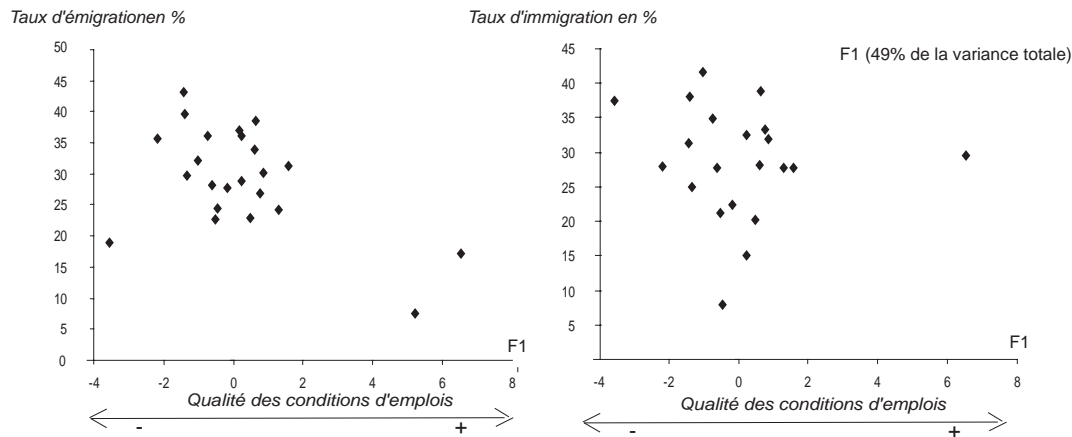 Taux d'émigrationen %
50
45
40
35
30
25
20
15
10
5
0
-4 -2 0 2 4 6 8
F1
Qualité des conditions d'emplois
- +
Taux d'immigration en %
F1 (49% de la variance totale)
45
40
35
30
25
20
15
10
5
-4 -2 0 2 4 6 8
F1
Qualité des conditions d'emplois
- +